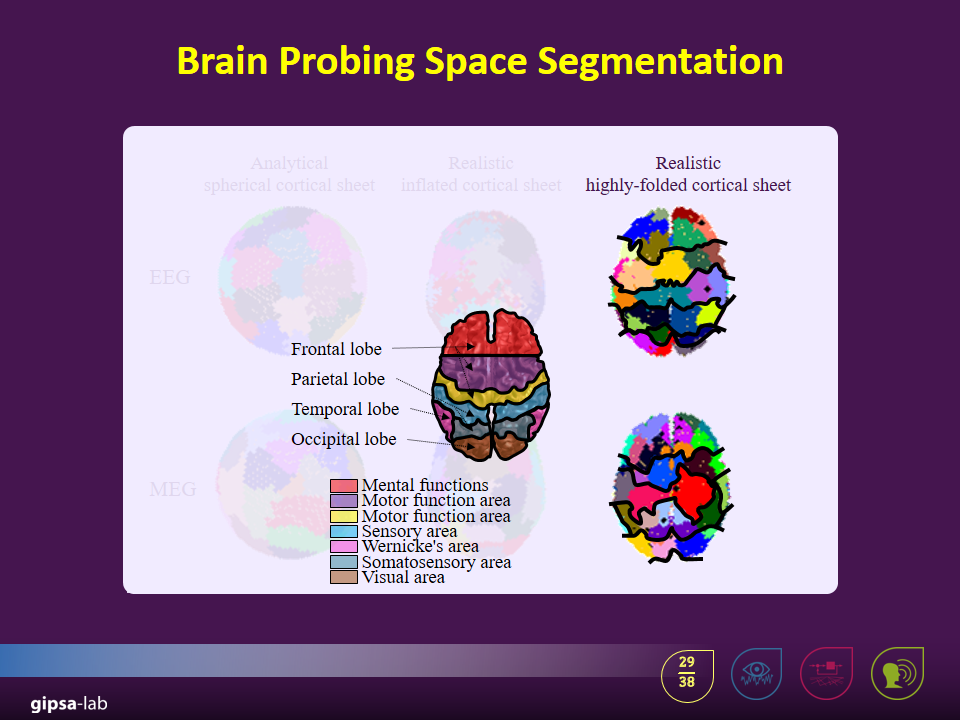 Brain Probing Space Segmentation
Analytical
spherical cortical sheet
Realistic
inflated cortical sheet
Realistic
highly-folded cortical sheet
EEG
Frontal lobe
Parietal lobe
Temporal lobe
Occipital lobe
MEG
Mental functions
Motor function area
Motor function area
Sensory area
Wernicke's area
Somatosensory area
Visual area
29
38
gipsa-lab